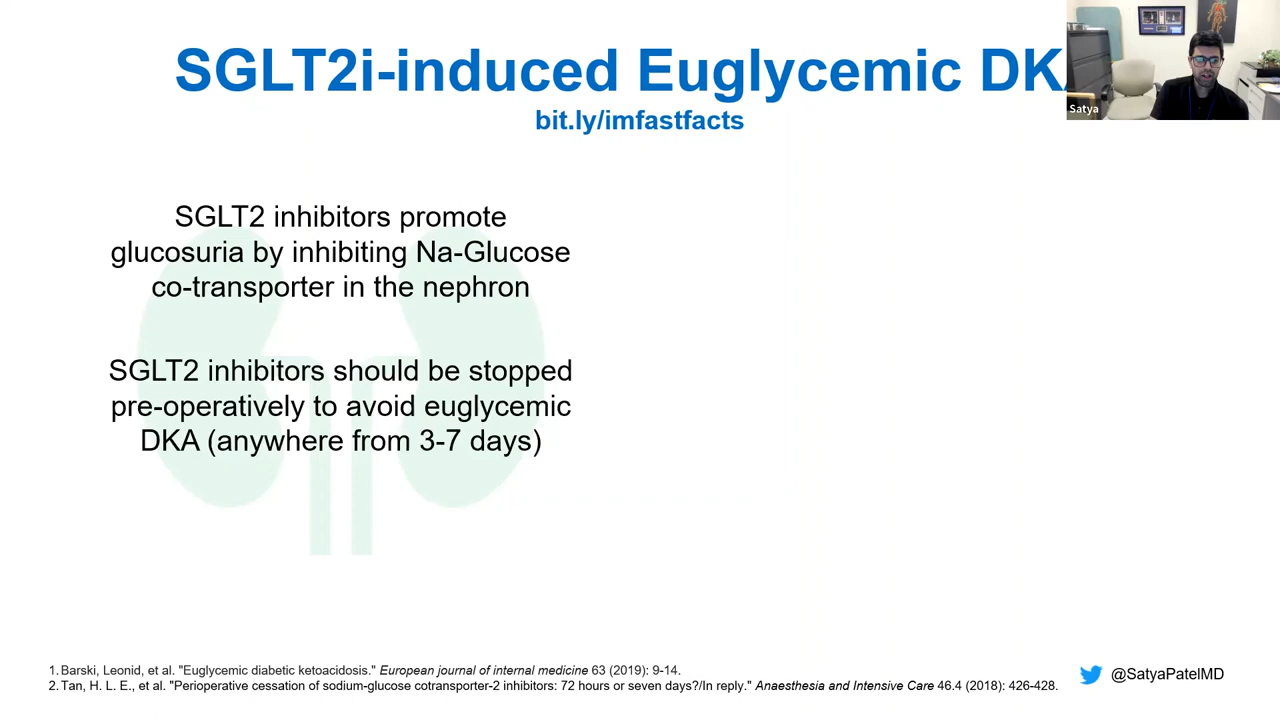 SGLT2i-induced Euglycemic DK
Satya
bit.ly/imfastfacts
SGLT2 inhibitors promote
glucosuria by inhibiting Na-Glucose
co-transporter in the nephron
SGLT2 inhibitors should be stopped
pre-operatively to avoid euglycemic
DKA (anywhere from 3-7 days)
1. Barski, Leonid, et al. "Euglycemic diabetic ketoacidosis." European journal of internal medicine 63 (2019): 9-14.
2. Tan, H. L. E., et al. "Perioperative cessation of sodium-glucose cotransporter-2 inhibitors: 72 hours or seven days?/In reply." Anaesthesia and Intensive Care 46.4 (2018): 426-428.
@SatyaPatelMD